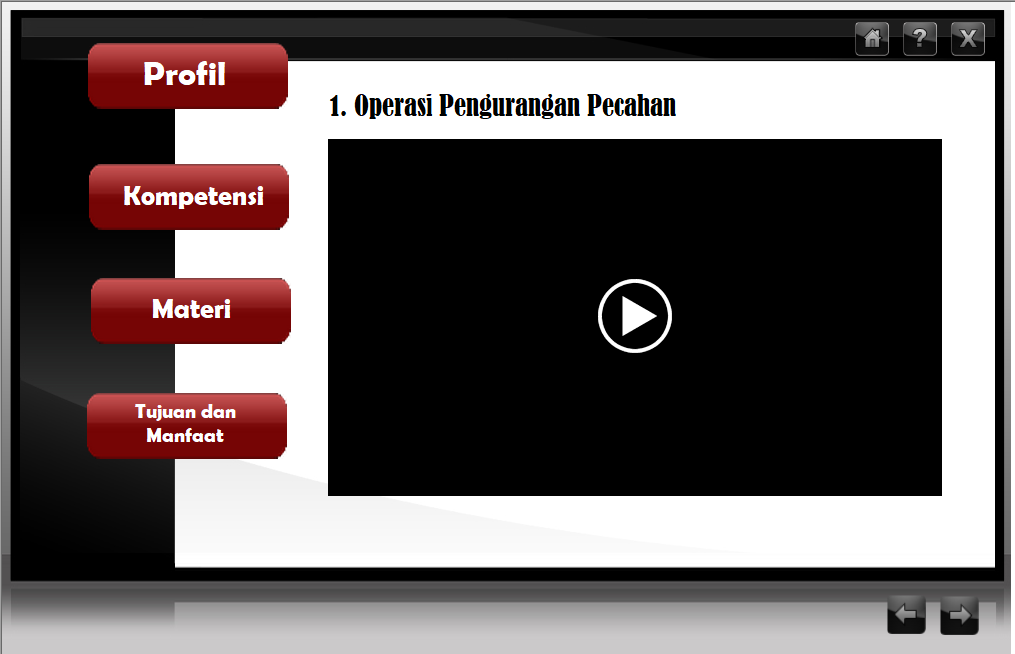 ? X
Profil
1. Operasi Pengurangan Pecahan
Kompetensi
Materi
Tujuan dan
Manfaat